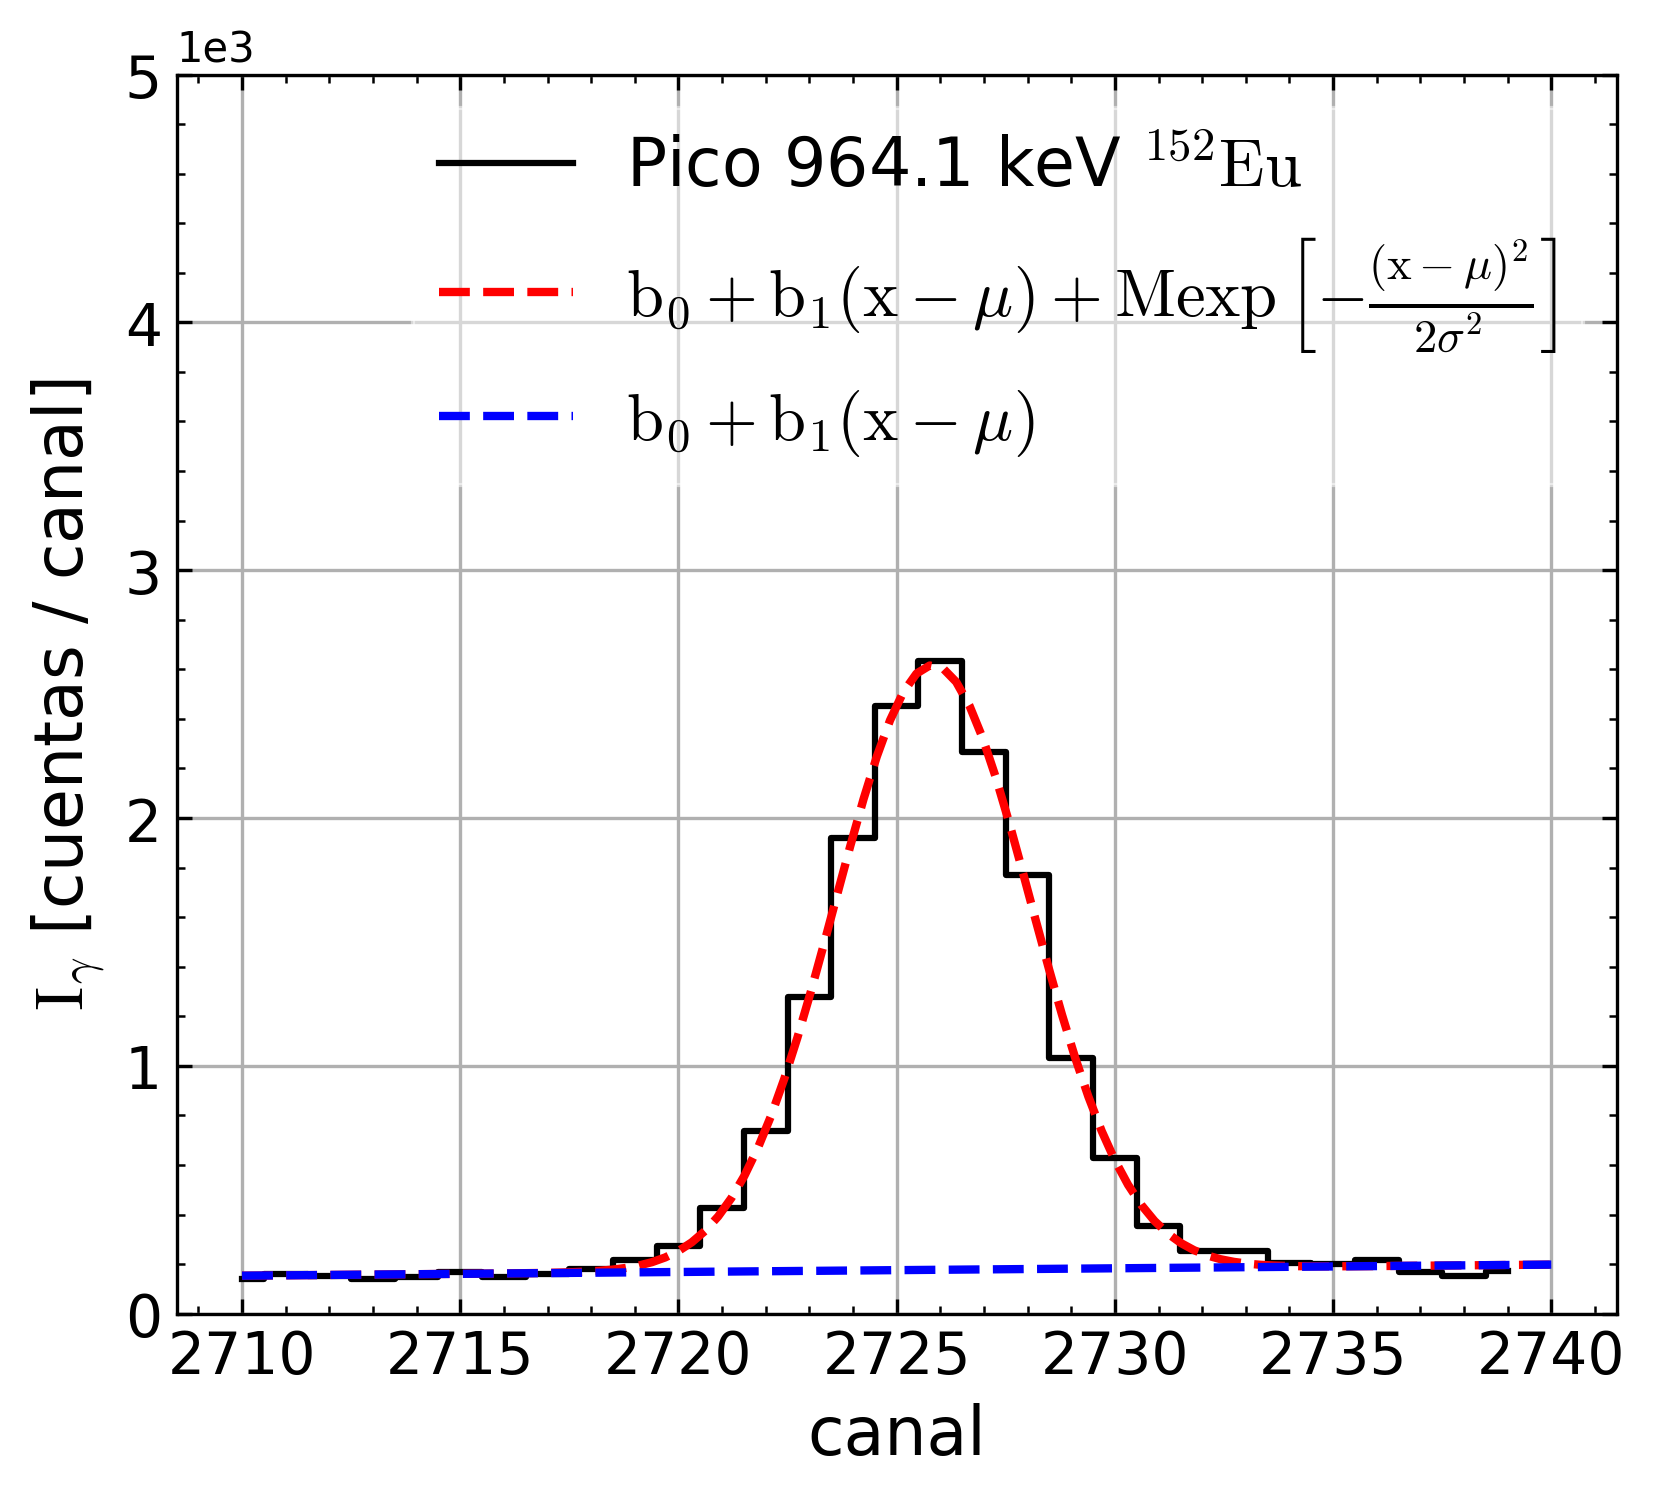 1e3
5
4
3
2
1
0
I_γ [cuentas / canal]
Pico 964.1 keV ¹⁵²Eu
b₀ + b₁(x − μ) + Mexp [−(x − μ)²/2σ²]
b₀ + b₁(x − μ)
2710 2715 2720 2725 2730 2735 2740
canal